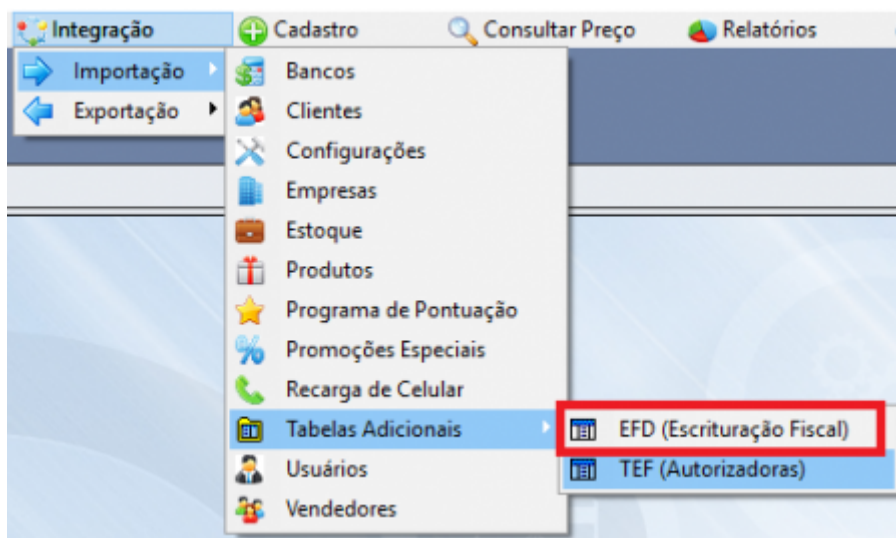 Integração Cadastro Consultar Preço Relatórios
Importação
Exportação
Bancos
Clientes
Configurações
Empresas
Estoque
Produtos
Programa de Pontuação
Promoções Especiais
Recarga de Celular
Tabelas Adicionais
Usuários
Vendedores
EFD (Escrituração Fiscal)
TEF (Autorizadoras)